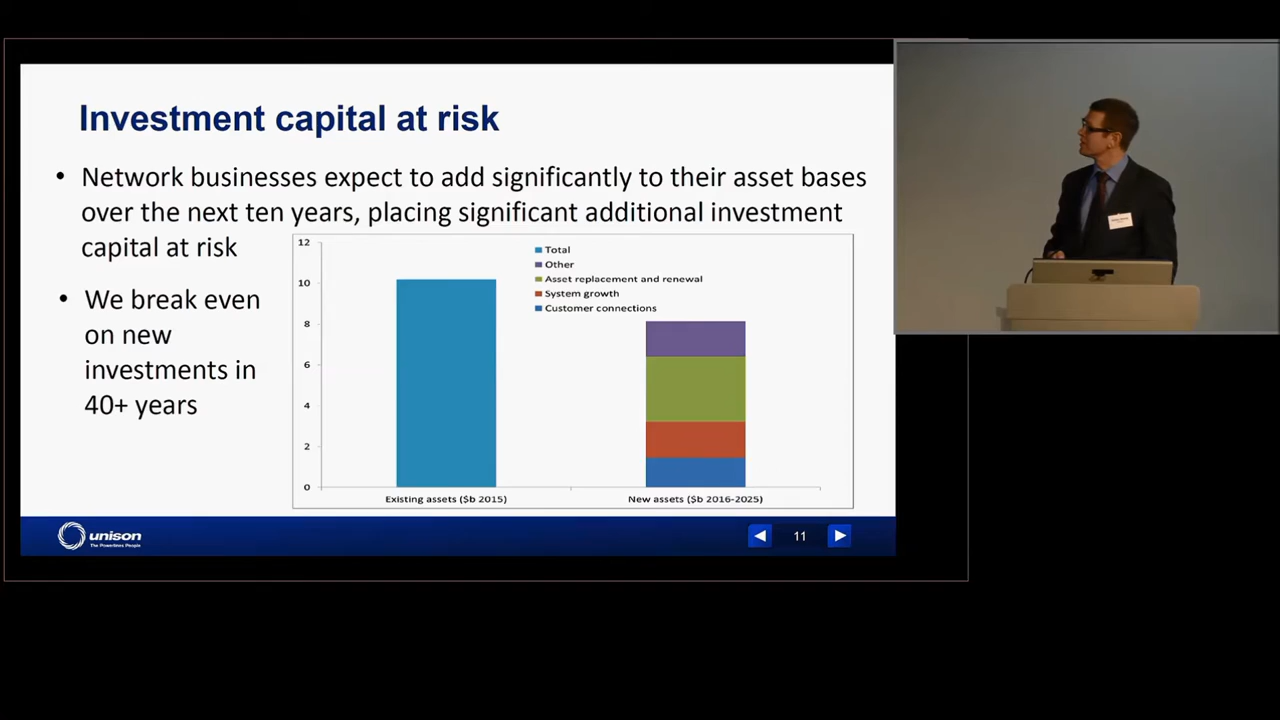 Investment capital at risk
• Network businesses expect to add significantly to their asset bases
over the next ten years, placing significant additional investment
capital at risk
• We break even
on new
investments in
40+ years
12
10
8
6
4
2
0
Total
Other
Asset replacement and renewal
System growth
Customer connections
Existing assets ($b 2015)
New assets ($b 2016-2025)
unison
The Powerlines People
11